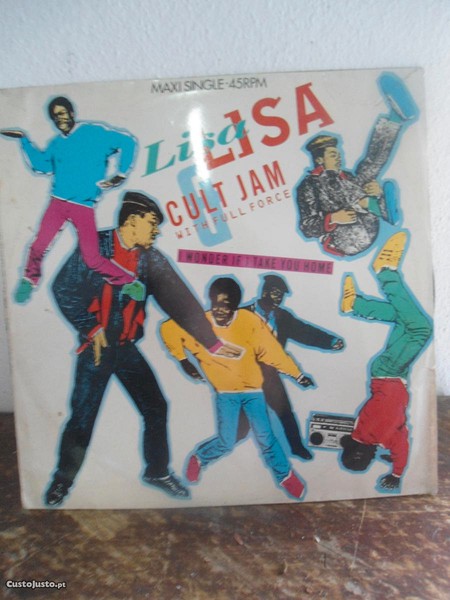 MAXI SINGLE-45RPM
Lisa LISA
CULT JAM
WITH FULL FORCE
I WONDER IF I TAKE YOU HOME
CustoJusto.pt